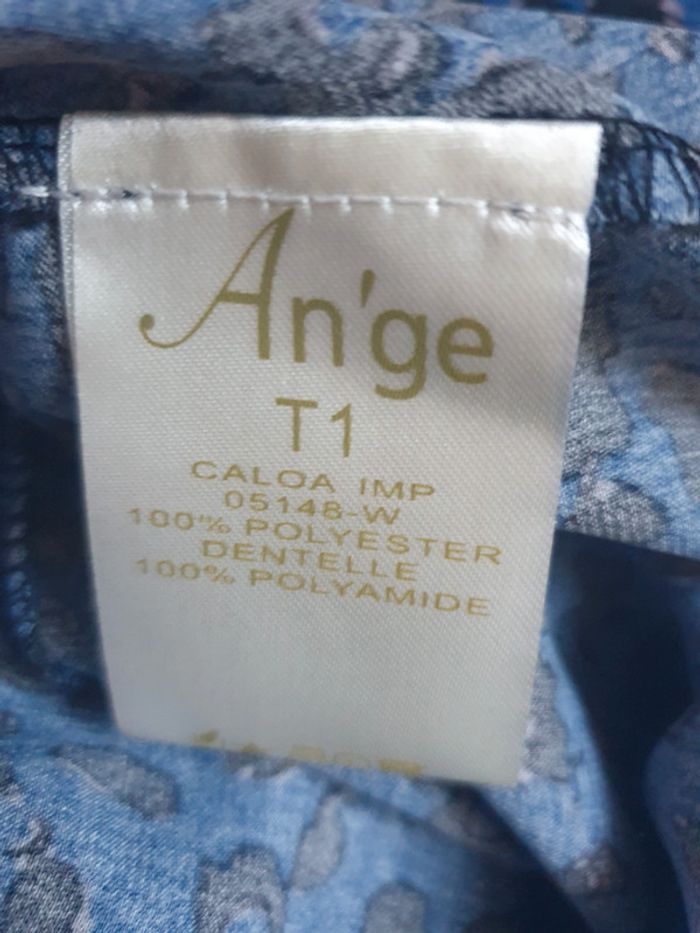 An'ge
T1
CALOA IMP
05148-W
100% POLYESTER
DENTELLE
100% POLYAMIDE